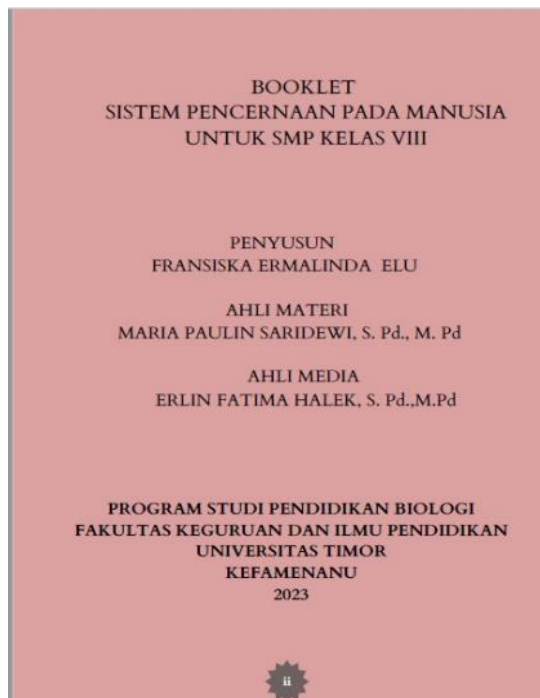 BOOKLET
SISTEM PENCERNAAN PADA MANUSIA
UNTUK SMP KELAS VIII
PENYUSUN
FRANSISKA ERMALINDA ELU
AHLI MATERI
MARIA PAULIN SARIDEWI, S. Pd., M. Pd
AHLI MEDIA
ERLIN FATIMA HALEK, S. Pd.,M.Pd
PROGRAM STUDI PENDIDIKAN BIOLOGI
FAKULTAS KEGURUAN DAN ILMU PENDIDIKAN
UNIVERSITAS TIMOR
KEFAMENANU
2023
ii